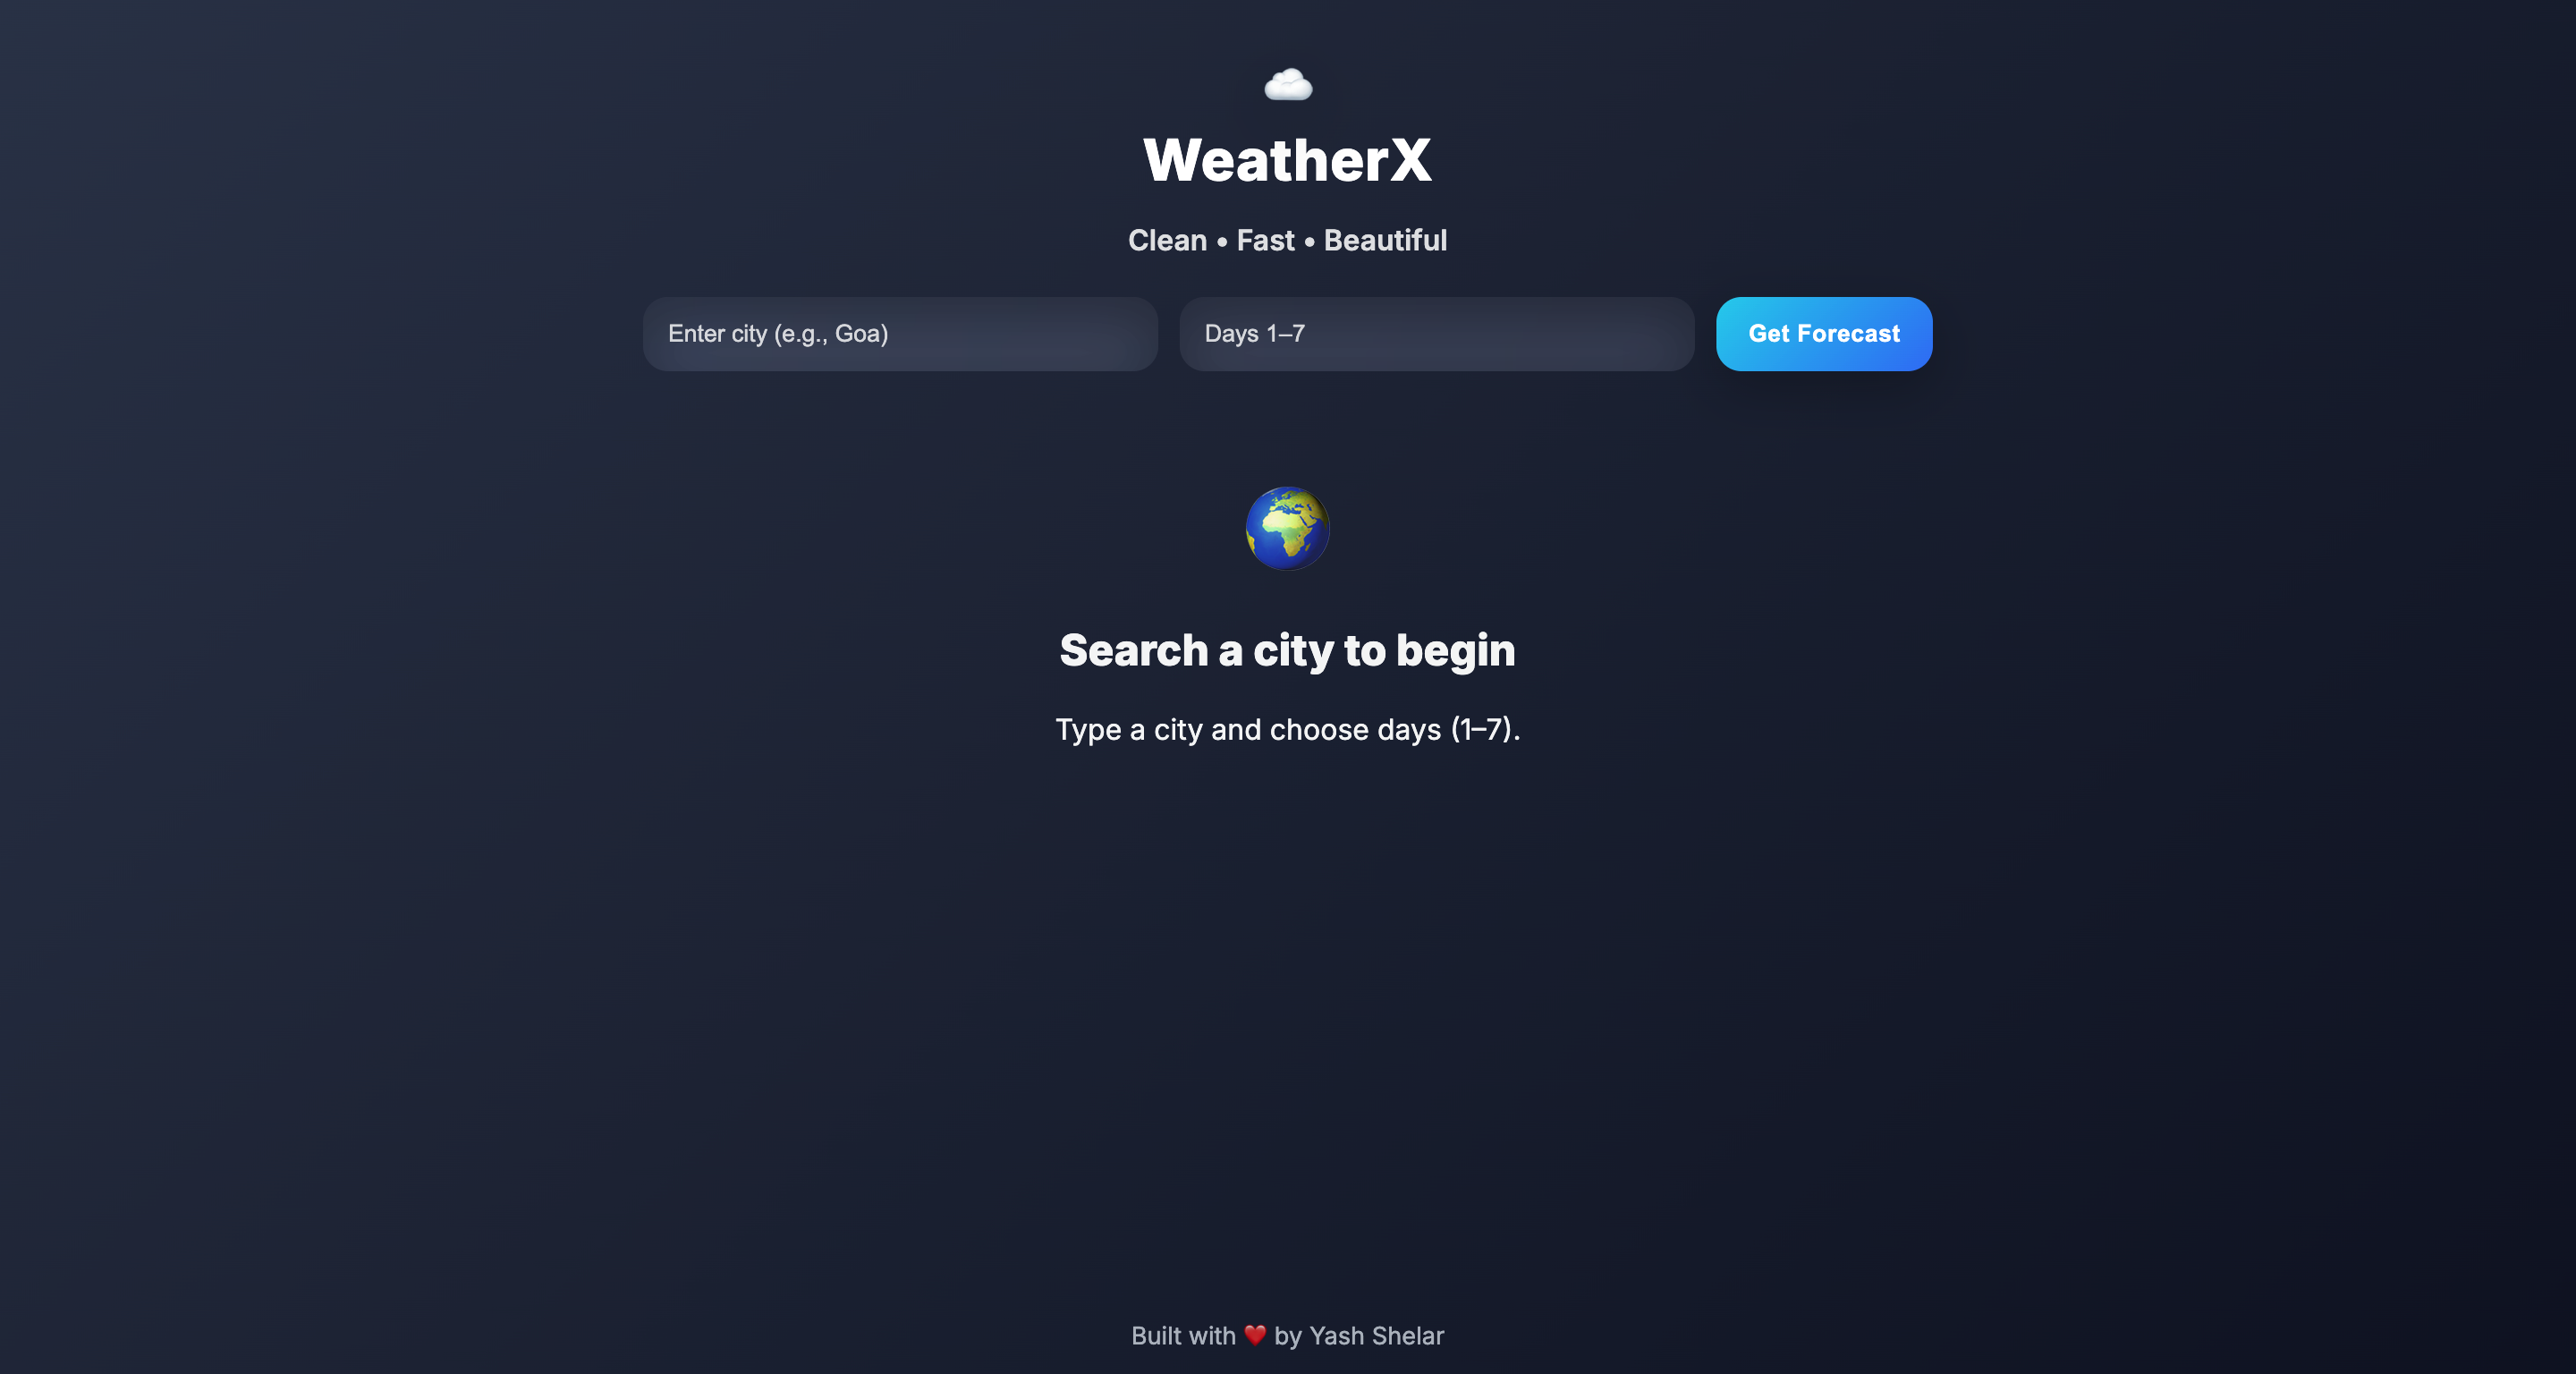 WeatherX
Clean • Fast • Beautiful
Enter city (e.g., Goa)
Days 1–7
Get Forecast
Search a city to begin
Type a city and choose days (1–7).
Built with ❤️ by Yash Shelar